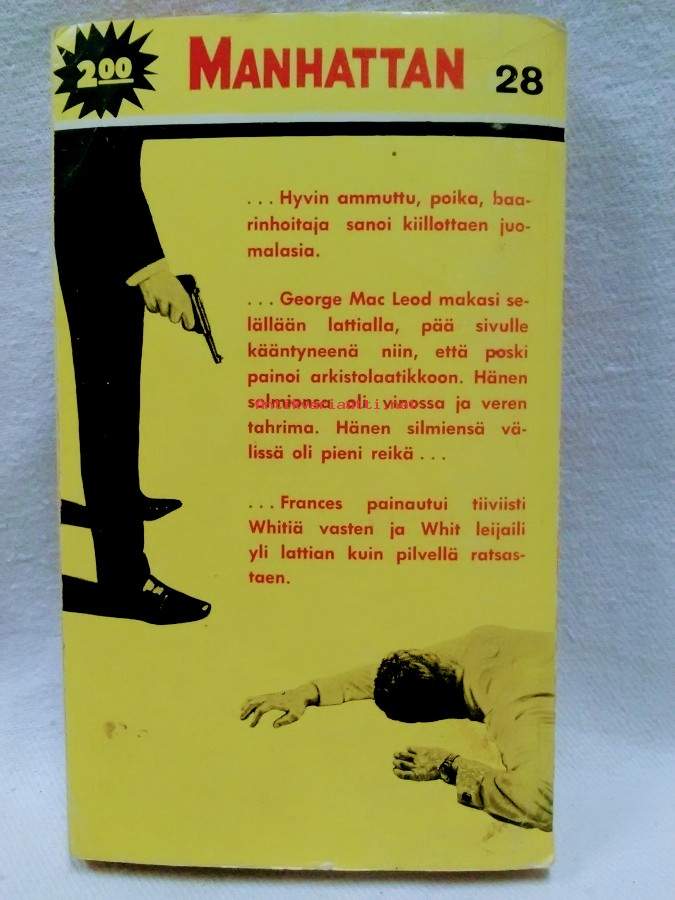 2.00 MANHATTAN 28
... Hyvin ammuttu, poika, baa-
rinhoitaja sanoi kiillottaen juo-
malasia.
... George Mac Leod makasi se-
lällään lattialla, pää sivulle
kääntyneenä niin, että poski
painoi arkistolaatikkoon. Hänen
solmionsa oli vinossa ja veren
tahrima. Hänen silmiensä vä-
lissä oli pieni reikä ...
... Frances painautui tiiviisti
Whitiä vasten ja Whit leijaili
yli lattian kuin pilvellä ratsas-
taen.